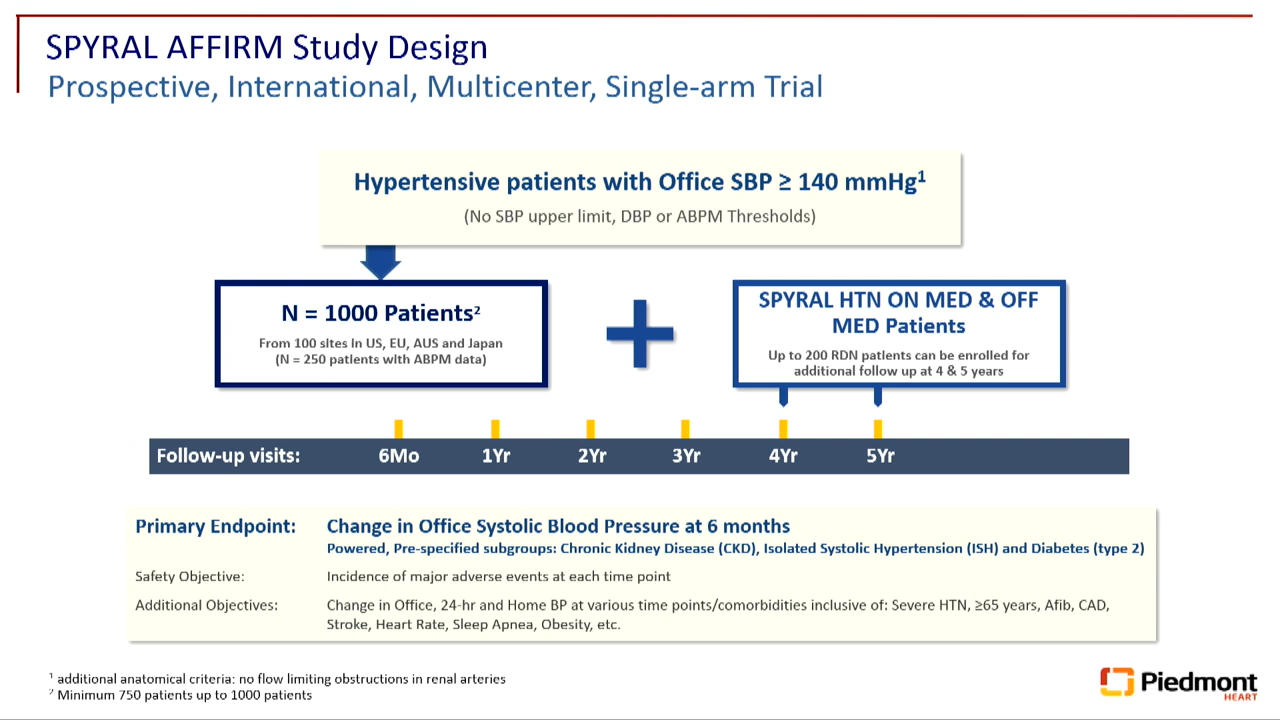 SPYRAL AFFIRM Study Design
Prospective, International, Multicenter, Single-arm Trial
Hypertensive patients with Office SBP ≥ 140 mmHg¹
(No SBP upper limit, DBP or ABPM Thresholds)
N = 1000 Patients²
From 100 sites in US, EU, AUS and Japan
(N = 250 patients with ABPM data)
SPYRAL HTN ON MED & OFF
MED Patients
Up to 200 RDN patients can be enrolled for
additional follow up at 4 & 5 years
Follow-up visits: 6Mo 1Yr 2Yr 3Yr 4Yr 5Yr
Primary Endpoint: Change in Office Systolic Blood Pressure at 6 months
Powered, Pre-specified subgroups: Chronic Kidney Disease (CKD), Isolated Systolic Hypertension (ISH) and Diabetes (type 2)
Safety Objective: Incidence of major adverse events at each time point
Additional Objectives: Change in Office, 24-hr and Home BP at various time points/comorbidities inclusive of: Severe HTN, ≥65 years, Afib, CAD,
Stroke, Heart Rate, Sleep Apnea, Obesity, etc.
¹ additional anatomical criteria: no flow limiting obstructions in renal arteries
² Minimum 750 patients up to 1000 patients
Piedmont
HEART